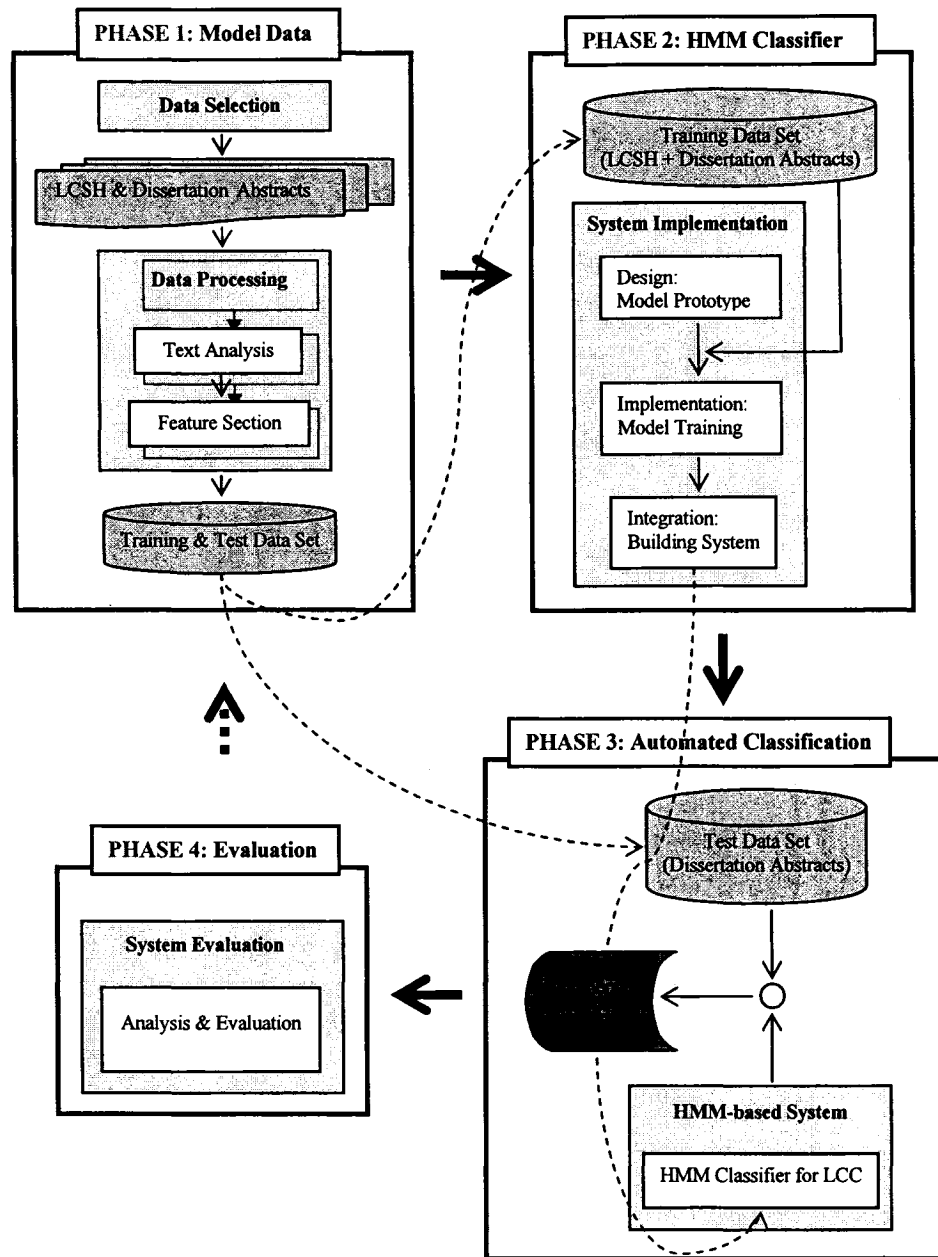 PHASE 1: Model Data
Data Selection
LCSH & Dissertation Abstracts
Data Processing
Text Analysis
Feature Section
Training & Test Data Set
PHASE 2: HMM Classifier
Training Data Set
(LCSH + Dissertation Abstracts)
System Implementation
Design:
Model Prototype
Implementation:
Model Training
Integration:
Building System
PHASE 3: Automated Classification
Test Data Set
(Dissertation Abstracts)
HMM-based System
HMM Classifier for LCC
PHASE 4: Evaluation
System Evaluation
Analysis & Evaluation